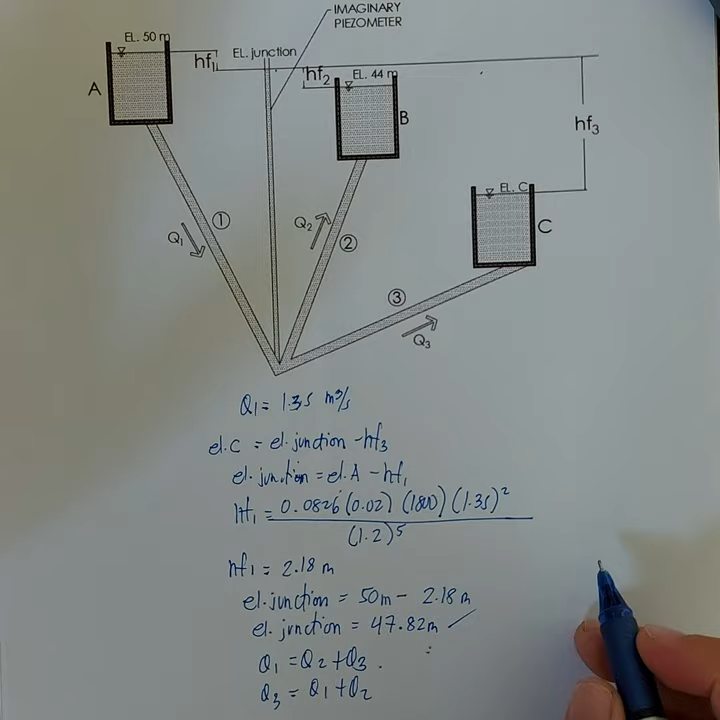 IMAGINARY
PIEZOMETER
EL. 50 m
EL. junction
hf1
hf2
EL. 44 m
A
B
hf3
EL. C
C
①
Q1
Q2
②
③
Q3
Q1 = 1.35 m³/s
el.C = el. junction - hf3
el. junction = el. A - hf1
Hf1 = 0.0826 (0.02) (1800) (1.35)²
(1.2)⁵
hf1 = 2.18 m
el. junction = 50m - 2.18 m
el. junction = 47.82m ✓
Q1 = Q2 + Q3 .
Q3 = Q1 + Q2